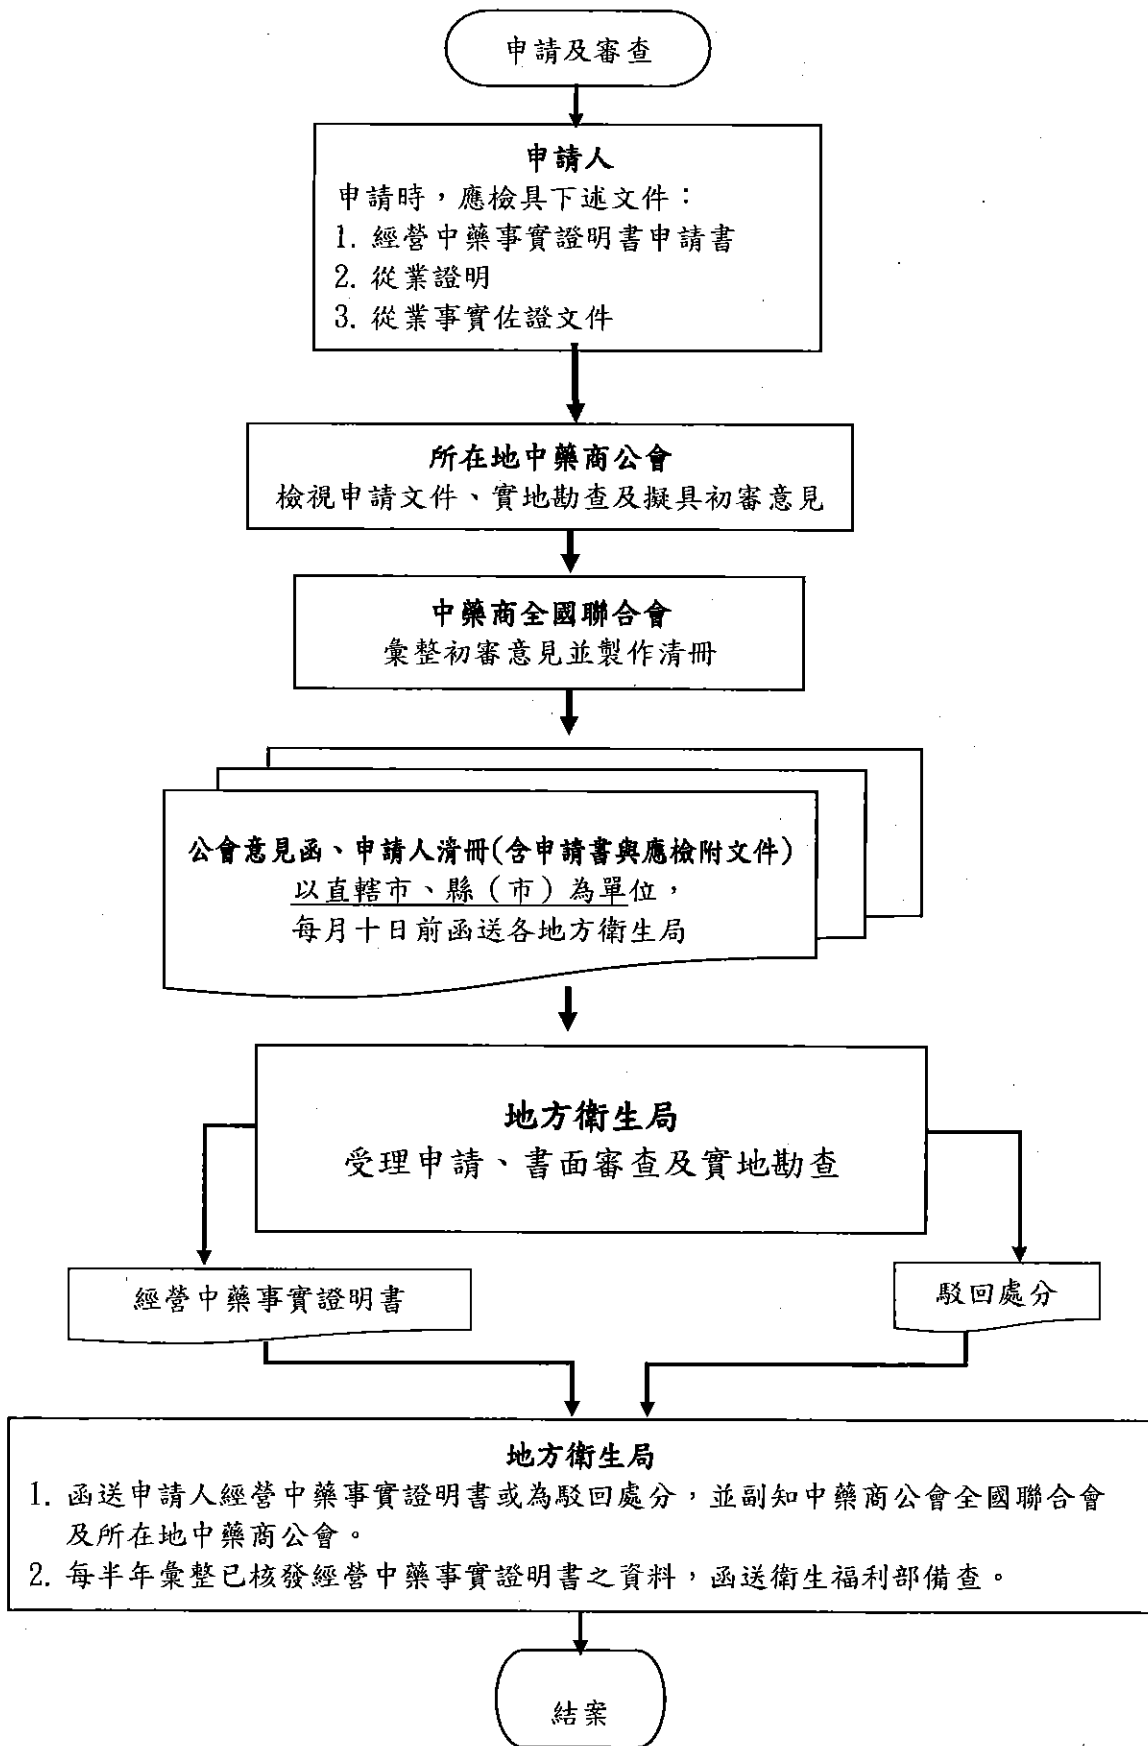 申請及審查
申請人
申請時，應檢具下述文件：
1. 經營中藥事實證明書申請書
2. 從業證明
3. 從業事實佐證文件
所在地中藥商公會
檢視申請文件、實地勘查及擬具初審意見
中藥商全國聯合會
彙整初審意見並製作清冊
公會意見函、申請人清冊(含申請書與應檢附文件)
以直轄市、縣（市）為單位，
每月十日前函送各地方衛生局
地方衛生局
受理申請、書面審查及實地勘查
經營中藥事實證明書
駁回處分
地方衛生局
1. 函送申請人經營中藥事實證明書或為駁回處分，並副知中藥商公會全國聯合會
及所在地中藥商公會。
2. 每半年彙整已核發經營中藥事實證明書之資料，函送衛生福利部備查。
結案